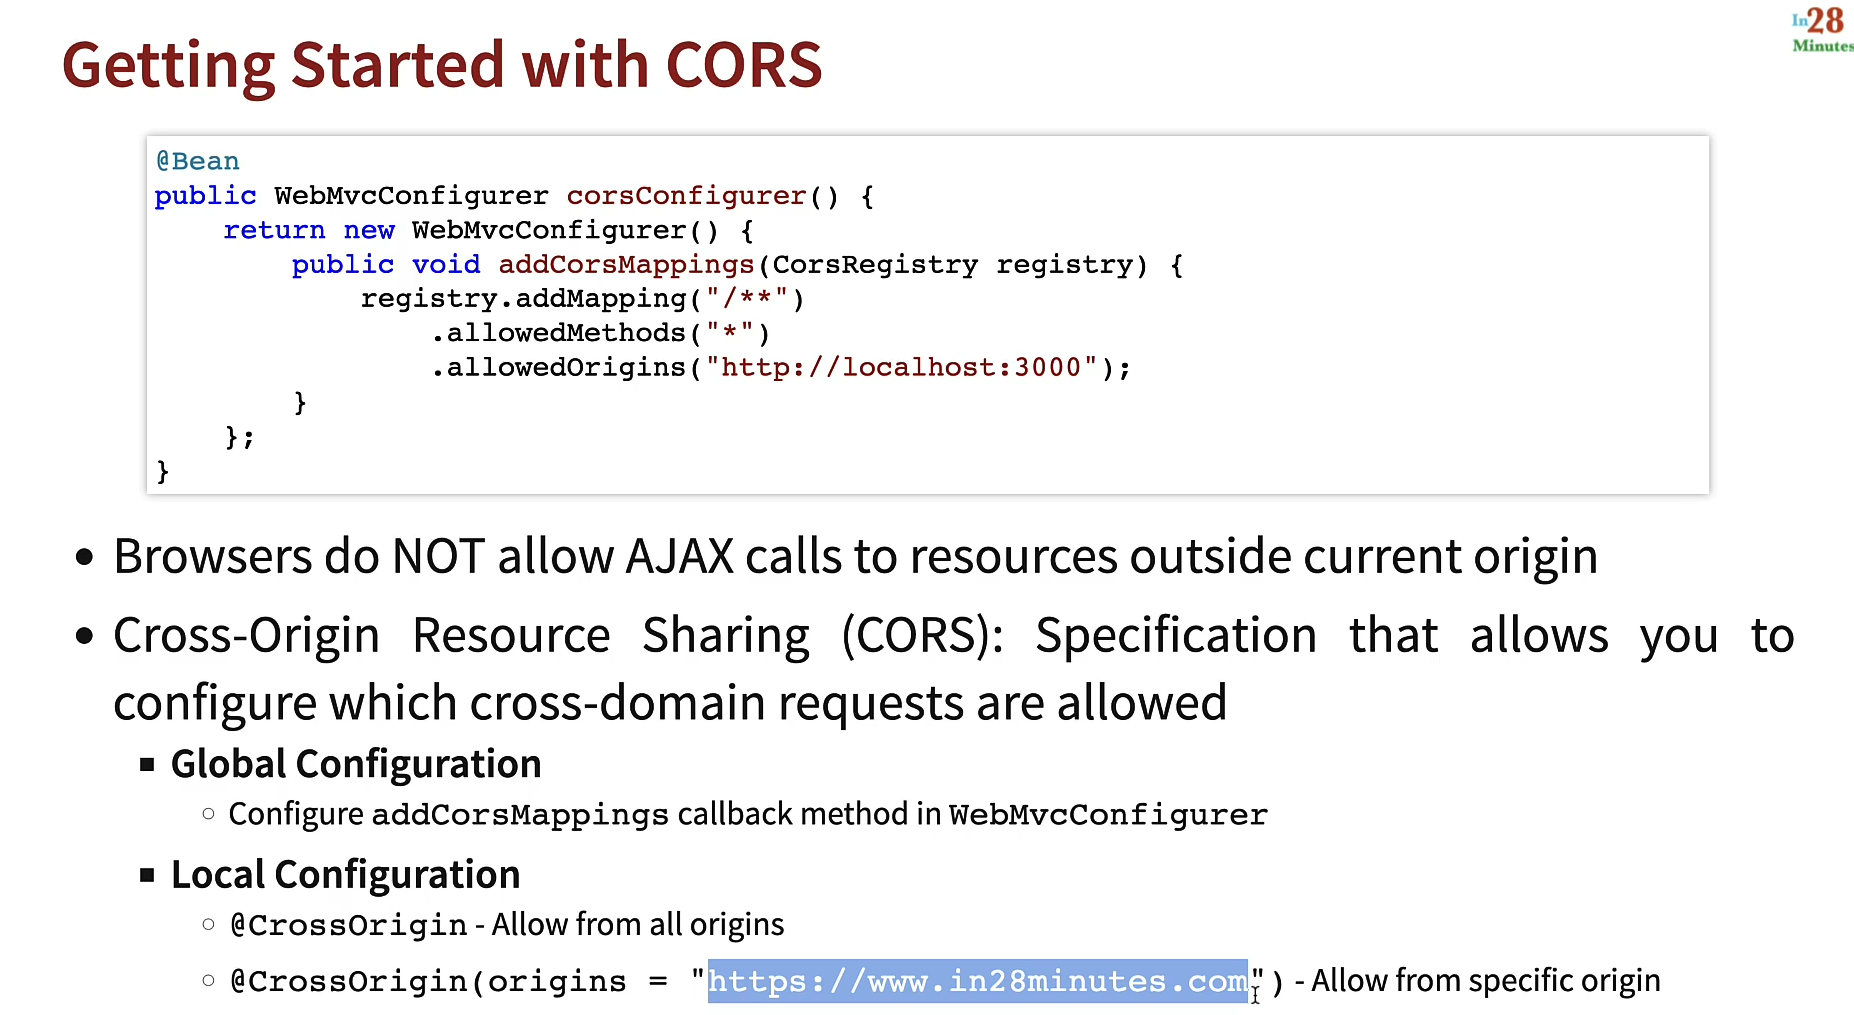 In28
Minutes
Getting Started with CORS
@Bean
public WebMvcConfigurer corsConfigurer() {
    return new WebMvcConfigurer() {
        public void addCorsMappings(CorsRegistry registry) {
            registry.addMapping("/**")
                .allowedMethods("*")
                .allowedOrigins("http://localhost:3000");
        }
    };
}
• Browsers do NOT allow AJAX calls to resources outside current origin
• Cross-Origin Resource Sharing (CORS): Specification that allows you to
configure which cross-domain requests are allowed
▪ Global Configuration
○ Configure addCorsMappings callback method in WebMvcConfigurer
▪ Local Configuration
○ @CrossOrigin - Allow from all origins
○ @CrossOrigin(origins = "https://www.in28minutes.com") - Allow from specific origin